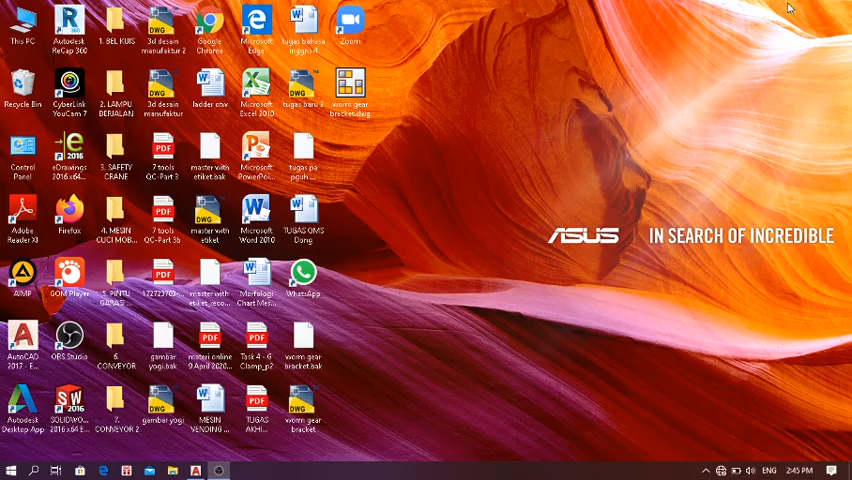 This PC
Autodesk
ReCap 360
1. BEL KUIS
3d desain
manufaktur 2
Google
Chrome
Microsoft
Edge
tugas bahasa
inggro 4
Zoom
Recycle Bin
CyberLink
YouCam 7
2. LAMPU
BERJALAN
3d desain
manufaktur
ladder ctw
Microsoft
Excel 2010
tugas baru 2
worm gear
bracket.dwg
Control
Panel
eDrawings
2016 x64...
3. SAFETY
CRANE
7 tools
QC-Part 3
master with
etiket.bak
Microsoft
PowerPoi...
tugas pa
...
Adobe
Reader XI
Firefox
4. MESIN
CUCI MOB...
7 tools
QC-Part 3b
master with
etiket
Microsoft
Word 2010
TUGAS QMS
Dong
AIMP
GOM Player
5. PINTU
GARASI ...
172723703-...
master with
etiket_reco...
Morfologi
Chart Mes...
WhatsApp
AutoCAD
2017 - E...
OBS Studio
6.
CONVEYOR
gambar
yogi.bak
materi online
9 April 2020...
Task 4 - G
Clamp_p2
worm gear
bracket.bak
Autodesk
Desktop App
SOLIDWO...
2016 x64 E...
7.
CONVEYOR 2
gambar yogi
MESIN
VENDING ...
TUGAS
AKHI...
worm gear
bracket
ASUS IN SEARCH OF INCREDIBLE
ENG 2:45 PM